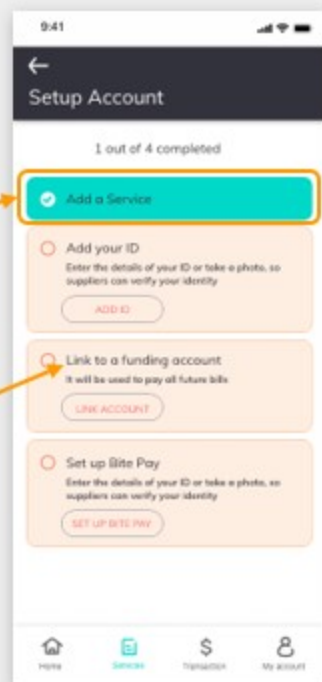 9:41
Setup Account
1 out of 4 completed
Add a Service
Add your ID
Enter the details of your ID or take a photo, so
suppliers can verify your identity
ADD ID
Link to a funding account
It will be used to pay all future bills
LINK ACCOUNT
Set up Bite Pay
Enter the details of your ID or take a photo, so
suppliers can verify your identity
SET UP BITE PAY
Home Services Transaction My account